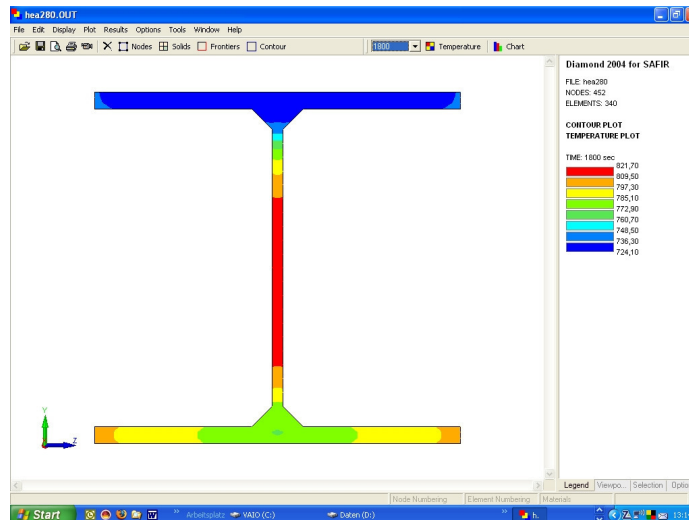 hea280.OUT
File Edit Display Plot Results Options Tools Window Help
Nodes Solids Frontiers Contour 1800 Temperature Chart
Diamond 2004 for SAFIR
FILE: hea280
NODES: 452
ELEMENTS: 340
CONTOUR PLOT
TEMPERATURE PLOT
TIME: 1800 sec
821,70
809,50
797,30
785,10
772,90
760,70
748,50
736,30
724,10
Y
Z
Legend Viewpo... Selection Optio
Node Numbering Element Numbering Materials
Start Arbeitsplatz VAIO (C:) Daten (D:) h.